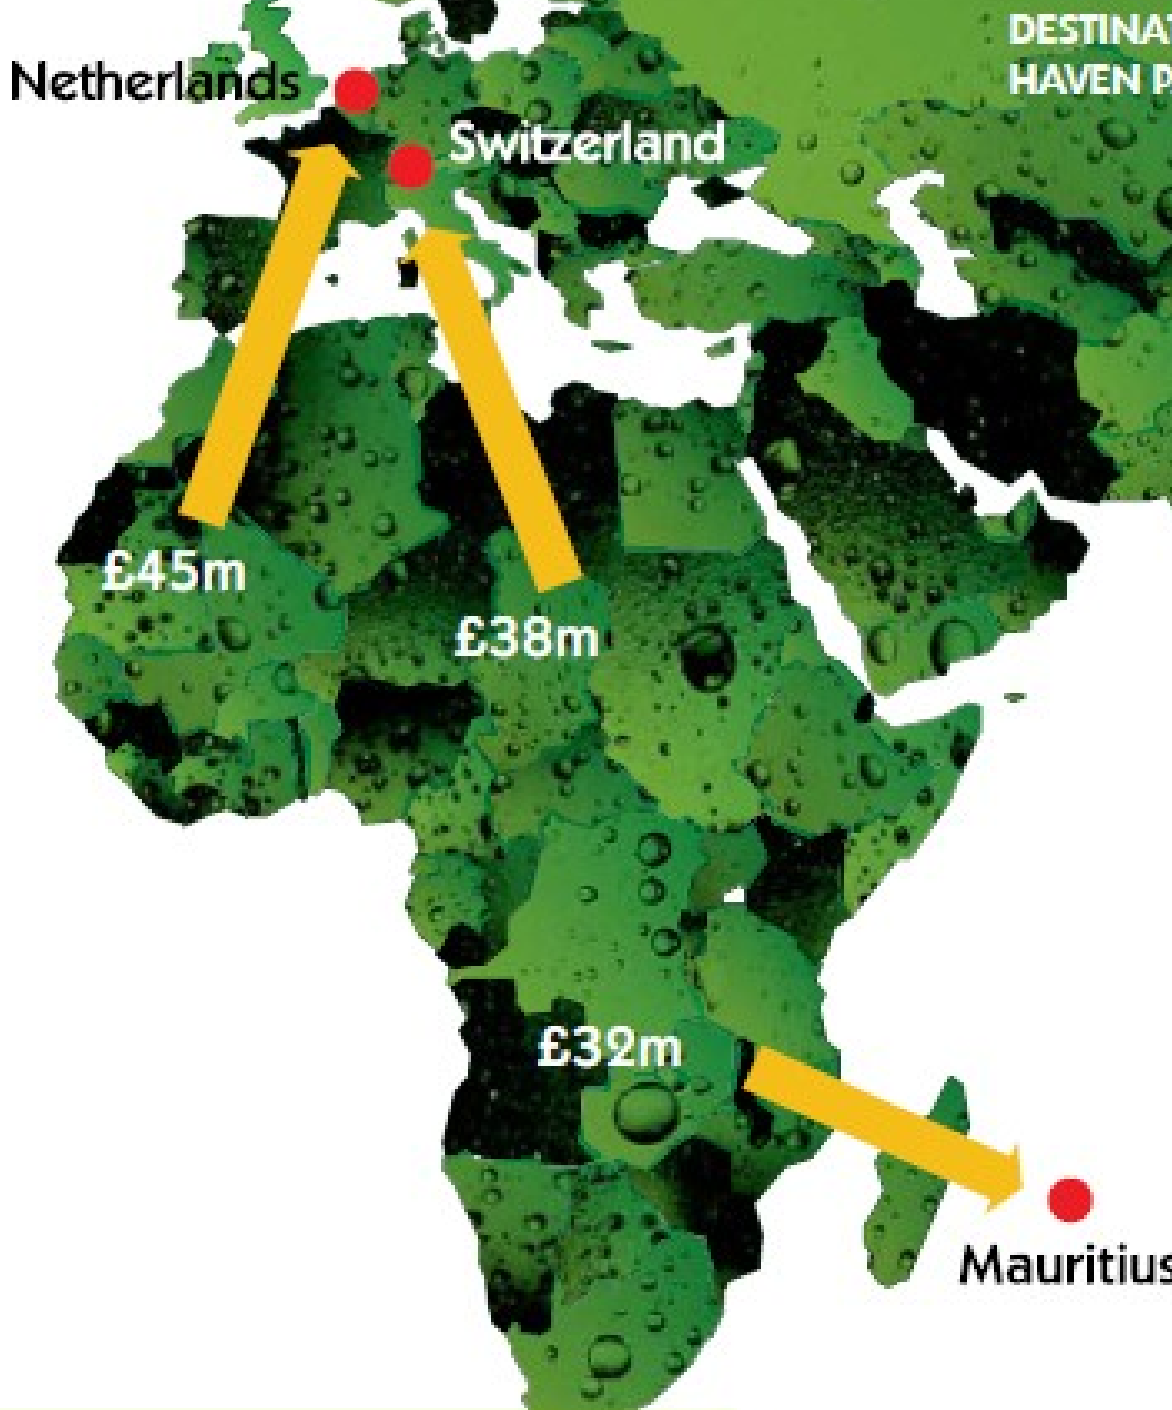 DESTINA
HAVEN P
Netherlands
Switzerland
£45m
£38m
£32m
Mauritius